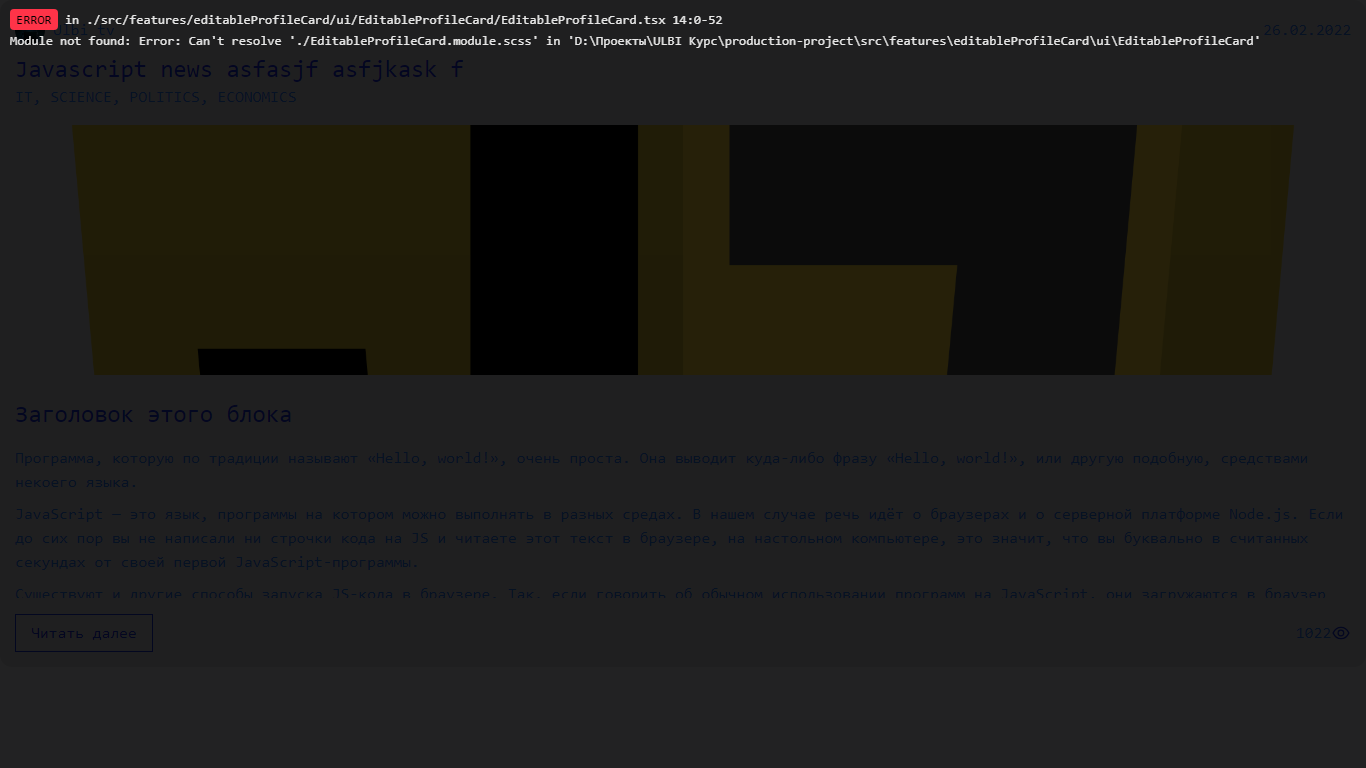 ERROR in ./src/features/editableProfileCard/ui/EditableProfileCard/EditableProfileCard.tsx 14:0-52
Module not found: Error: Can't resolve './EditableProfileCard.module.scss' in 'D:\Проекты\ULBI Курс\production-project\src\features\editableProfileCard\ui\EditableProfileCard'
26.02.2022
Javascript news asfasjf asfjkask f
IT, SCIENCE, POLITICS, ECONOMICS
Заголовок этого блока
Программа, которую по традиции называют «Hello, world!», очень проста. Она выводит куда-либо фразу «Hello, world!», или другую подобную, средствами
некоего языка.
JavaScript – это язык, программы на котором можно выполнять в разных средах. В нашем случае речь идёт о браузерах и о серверной платформе Node.js. Если
до сих пор вы не написали ни строчки кода на JS и читаете этот текст в браузере, на настольном компьютере, это значит, что вы буквально в считанных
секундах от своей первой JavaScript-программы.
Существуют и другие способы запуска JS-кода в браузере. Так, если говорить об обычном использовании программ на JavaScript, они загружаются в браузер
Читать далее
1022